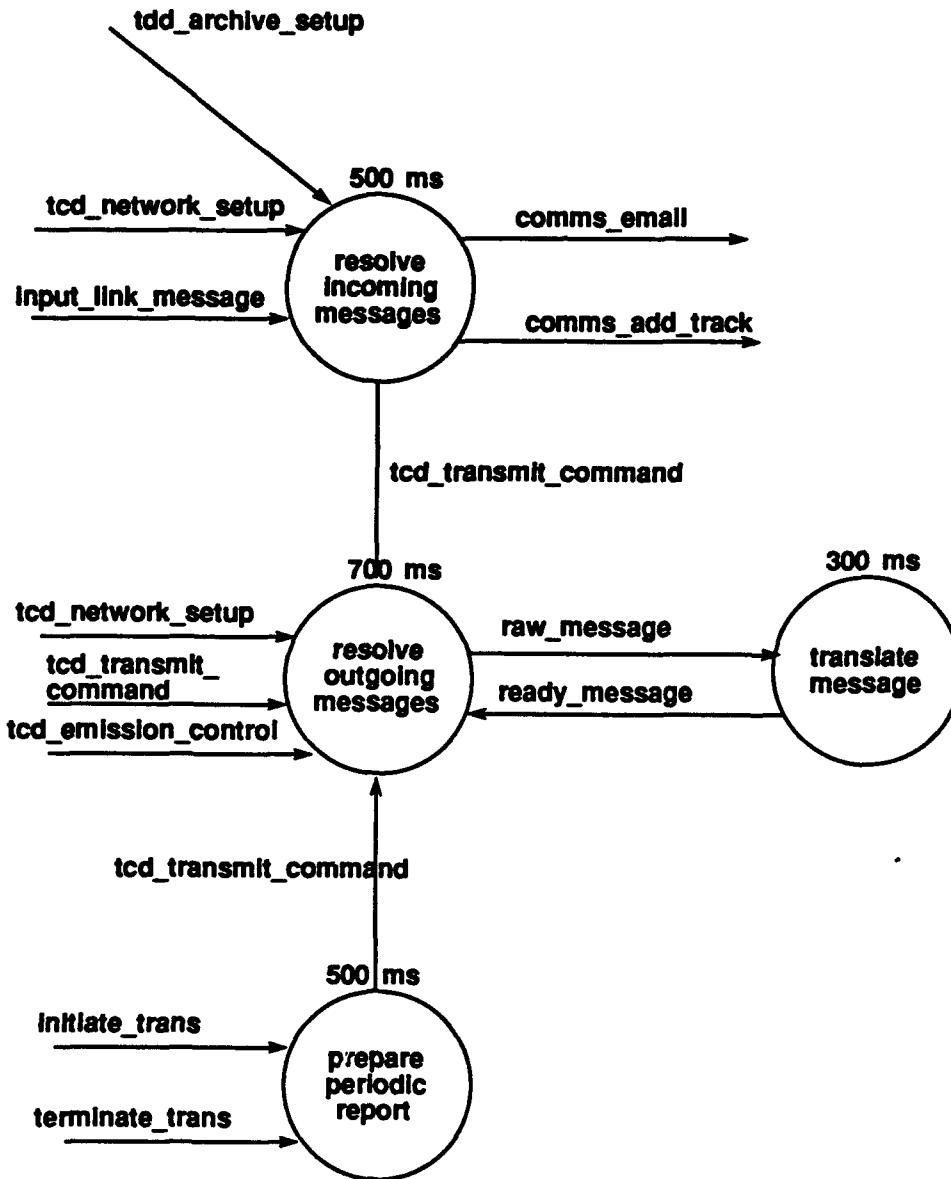 tdd_archive_setup
500 ms
tcd_network_setup
comms_email
resolve
incoming
messages
input_link_message
comms_add_track
tcd_transmit_command
700 ms
300 ms
tcd_network_setup
raw_message
resolve
outgoing
messages
translate
message
tcd_transmit_
command
ready_message
tcd_emission_control
tcd_transmit_command
500 ms
initiate_trans
prepare
periodic
report
terminate_trans